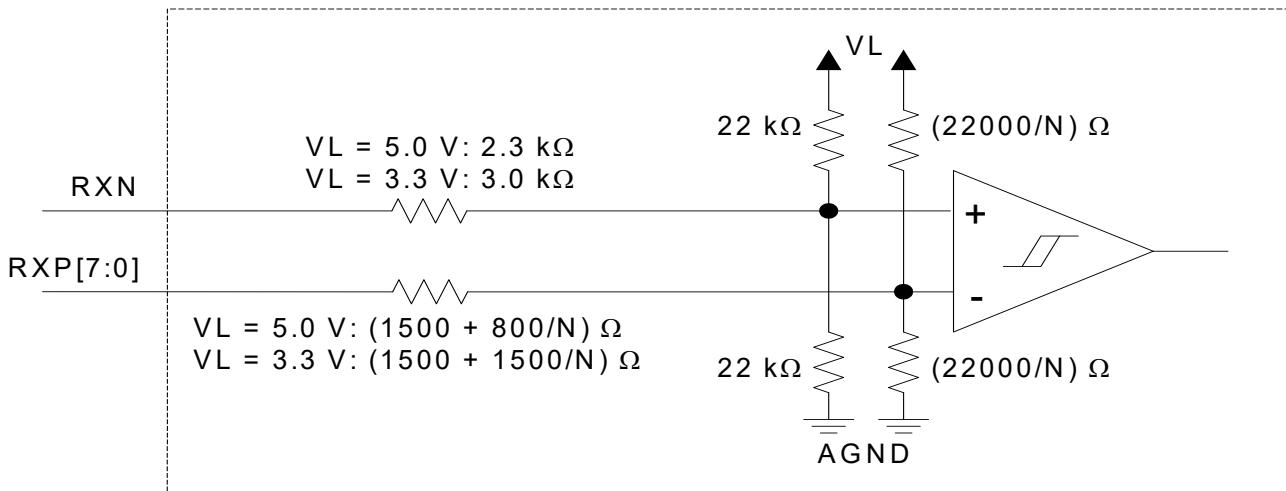 VL
22 kΩ
(22000/N) Ω
VL = 5.0 V: 2.3 kΩ
VL = 3.3 V: 3.0 kΩ
RXN
+
RXP[7:0]
-
VL = 5.0 V: (1500 + 800/N) Ω
VL = 3.3 V: (1500 + 1500/N) Ω
22 kΩ
(22000/N) Ω
AGND